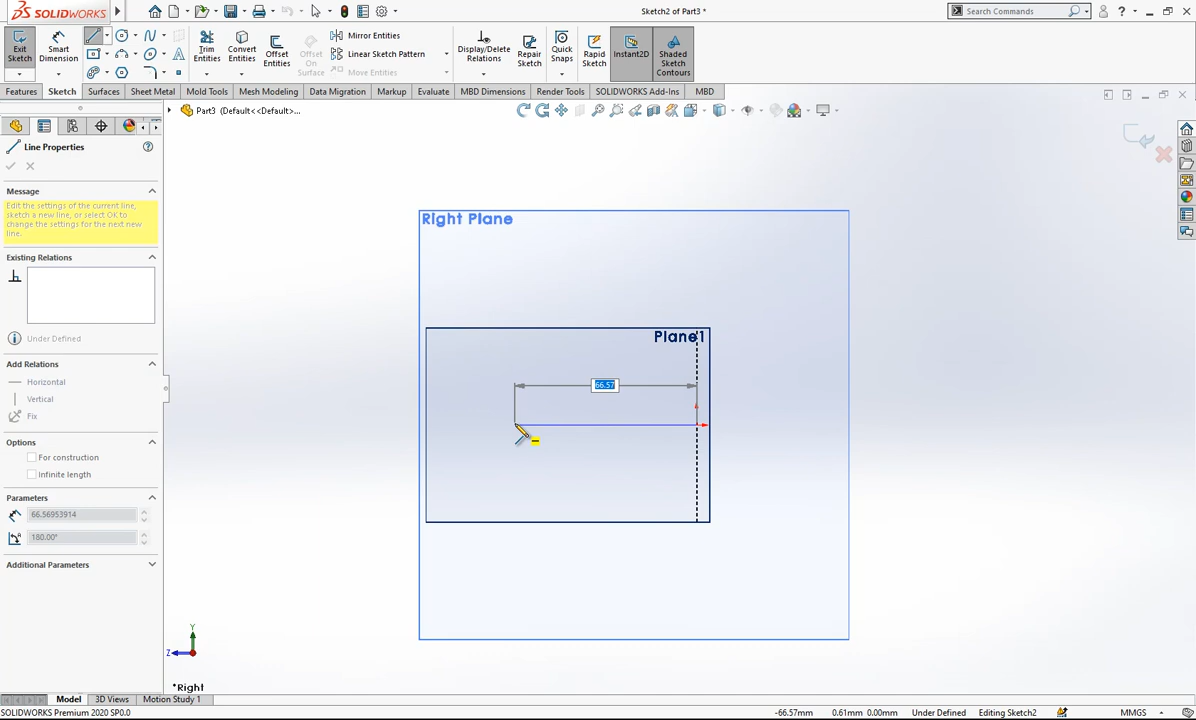 SOLIDWORKS
Sketch2 of Part3 *
Search Commands
?
Exit Sketch
Smart Dimension
Trim Entities
Convert Entities
Offset Entities
Offset On Surface
Mirror Entities
Linear Sketch Pattern
Move Entities
Display/Delete Relations
Repair Sketch
Quick Snaps
Rapid Sketch
Instant2D
Shaded Sketch Contours
Features
Sketch
Surfaces
Sheet Metal
Mold Tools
Mesh Modeling
Data Migration
Markup
Evaluate
MBD Dimensions
Render Tools
SOLIDWORKS Add-Ins
MBD
Part3 (Default<<Default>...
Line Properties
Message
Edit the settings of the current line,
sketch a new line, or select OK to
change the settings for the next new
line.
Existing Relations
Under Defined
Add Relations
Horizontal
Vertical
Fix
Options
For construction
Infinite length
Parameters
66.56953914
180.00°
Additional Parameters
Right Plane
Plane1
66.57
Y
Z
*Right
Model
3D Views
Motion Study 1
SOLIDWORKS Premium 2020 SP0.0
-66.57mm
0.61mm 0.00mm
Under Defined
Editing Sketch2
MMGS